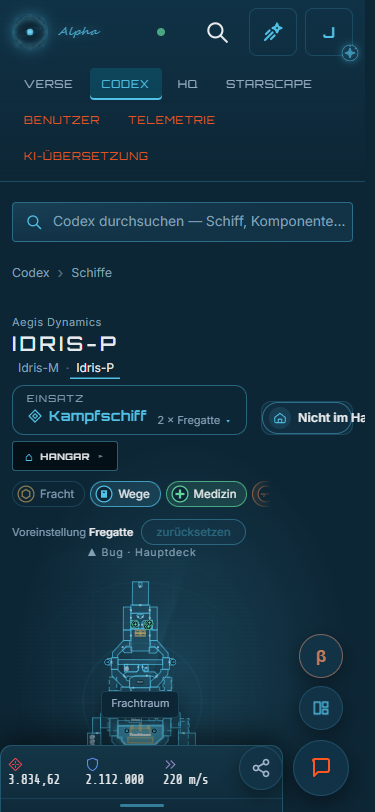 Alpha
VERSE CODEX HQ STARSCAPE
BENUTZER TELEMETRIE
KI-ÜBERSETZUNG
Codex durchsuchen — Schiff, Komponente...
Codex › Schiffe
Aegis Dynamics
IDRIS-P
Idris-M · Idris-P
EINSATZ
Kampfschiff 2 × Fregatte
Nicht im Ha
HANGAR
Fracht Wege Medizin
Voreinstellung Fregatte zurücksetzen
▲ Bug · Hauptdeck
β
Frachtraum
3.834,62 2.112.000 220 m/s